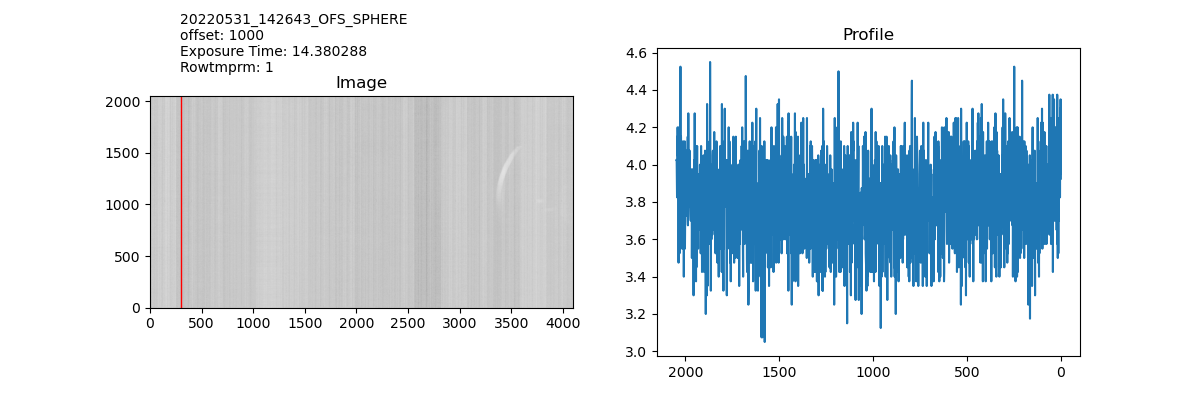 20220531_142643_OFS_SPHERE
offset: 1000
Exposure Time: 14.380288
Rowtmprm: 1
Image
2000
1500
1000
500
0
0 500 1000 1500 2000 2500 3000 3500 4000
Profile
4.6
4.4
4.2
4.0
3.8
3.6
3.4
3.2
3.0
2000 1500 1000 500 0